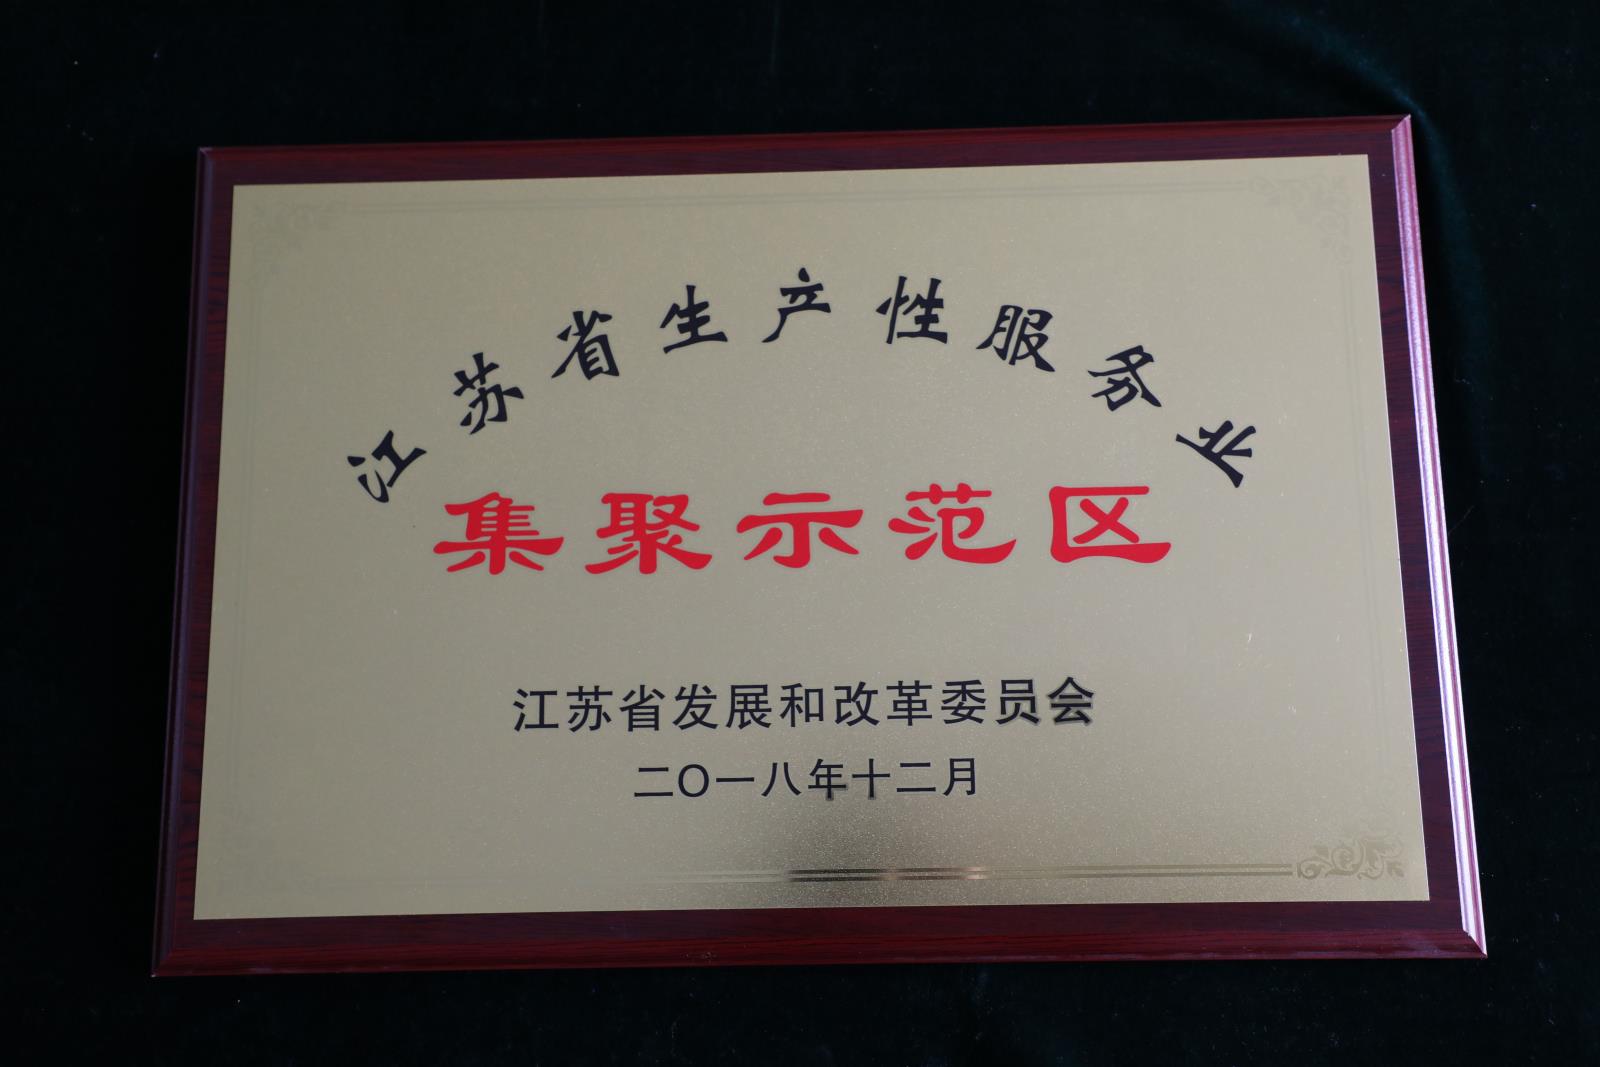 江苏省生产性服务业
集聚示范区
江苏省发展和改革委员会
二〇一八年十二月